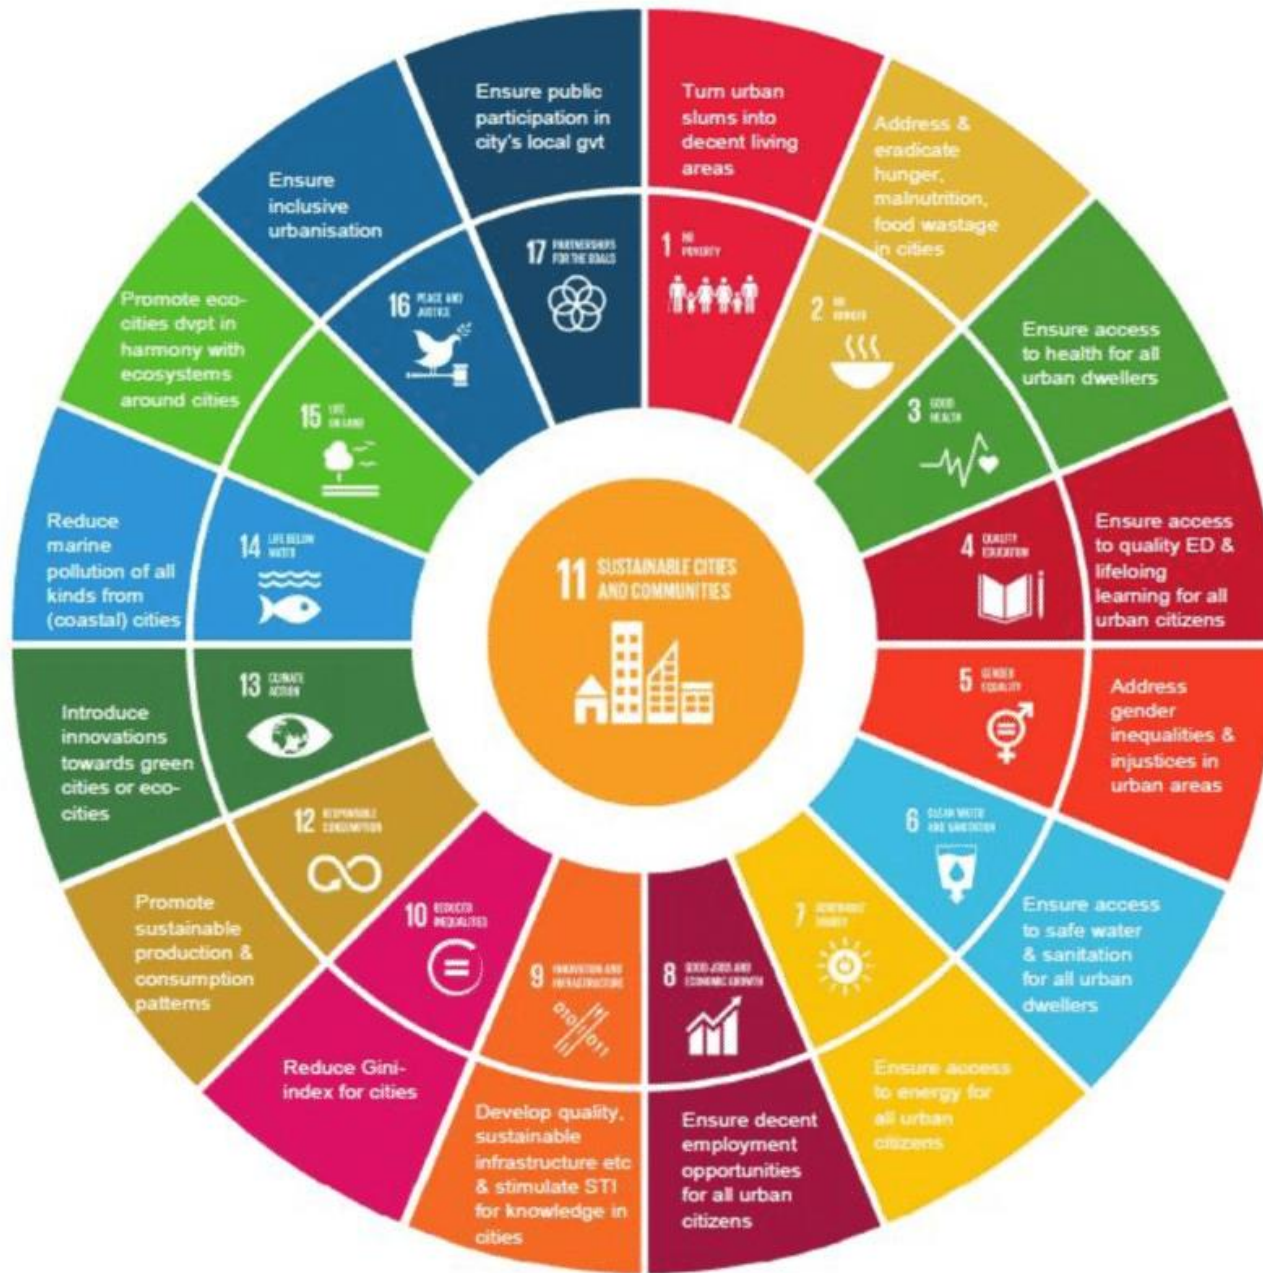 11 SUSTAINABLE CITIES
AND COMMUNITIES
Turn urban
slums into
decent living
areas
1 NO
POVERTY
Address &
eradicate
hunger,
malnutrition,
food wastage
in cities
2 NO
HUNGER
Ensure access
to health for all
urban dwellers
3 GOOD
HEALTH
Ensure access
to quality ED &
lifeloing
learning for all
urban citizens
4 QUALITY
EDUCATION
Address
gender
inequalities &
injustices in
urban areas
5 GENDER
EQUALITY
Ensure access
to safe water
& sanitation
for all urban
dwellers
6 CLEAN WATER
AND SANITATION
Ensure access
to energy for
all urban
citizens
7 RENEWABLE
ENERGY
Ensure decent
employment
opportunities
for all urban
citizens
8 GOOD JOBS AND
ECONOMIC GROWTH
Develop quality,
sustainable
infrastructure etc
& stimulate STI
for knowledge in
cities
9 INNOVATION AND
INFRASTRUCTURE
010
011
Reduce Gini-
index for cities
10 REDUCED
INEQUALITIES
Promote
sustainable
production &
consumption
patterns
12 RESPONSIBLE
CONSUMPTION
Introduce
innovations
towards green
cities or eco-
cities
13 CLIMATE
ACTION
Reduce
marine
pollution of all
kinds from
(coastal) cities
14 LIFE BELOW
WATER
Promote eco-
cities dvpt in
harmony with
ecosystems
around cities
15 LIFE
ON LAND
Ensure
inclusive
urbanisation
16 PEACE AND
JUSTICE
Ensure public
participation in
city's local gvt
17 PARTNERSHIPS
FOR THE GOALS